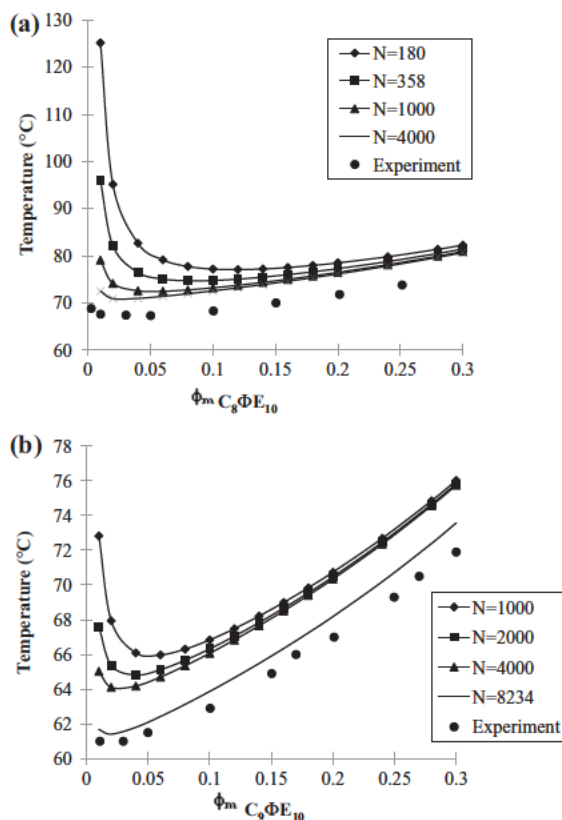 (a)
130
120
110
100
90
80
70
60
Temperature (°C)
N=180
N=358
N=1000
N=4000
Experiment
0 0.05 0.1 0.15 0.2 0.25 0.3
ϕm C8ΦE10
(b)
78
76
74
72
70
68
66
64
62
60
Temperature (°C)
N=1000
N=2000
N=4000
N=8234
Experiment
0 0.05 0.1 0.15 0.2 0.25 0.3
ϕm C9ΦE10